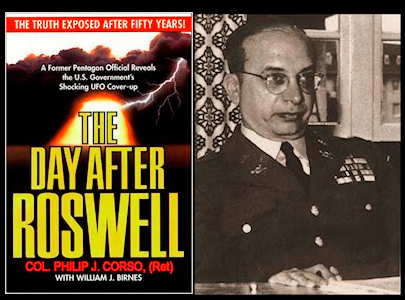 THE TRUTH EXPOSED AFTER FIFTY YEARS!
A Former Pentagon Official Reveals
the U.S. Government's
Shocking UFO Cover-up
THE
DAY AFTER
ROSWELL
COL. PHILIP J. CORSO, (Ret)
WITH WILLIAM J. BIRNES